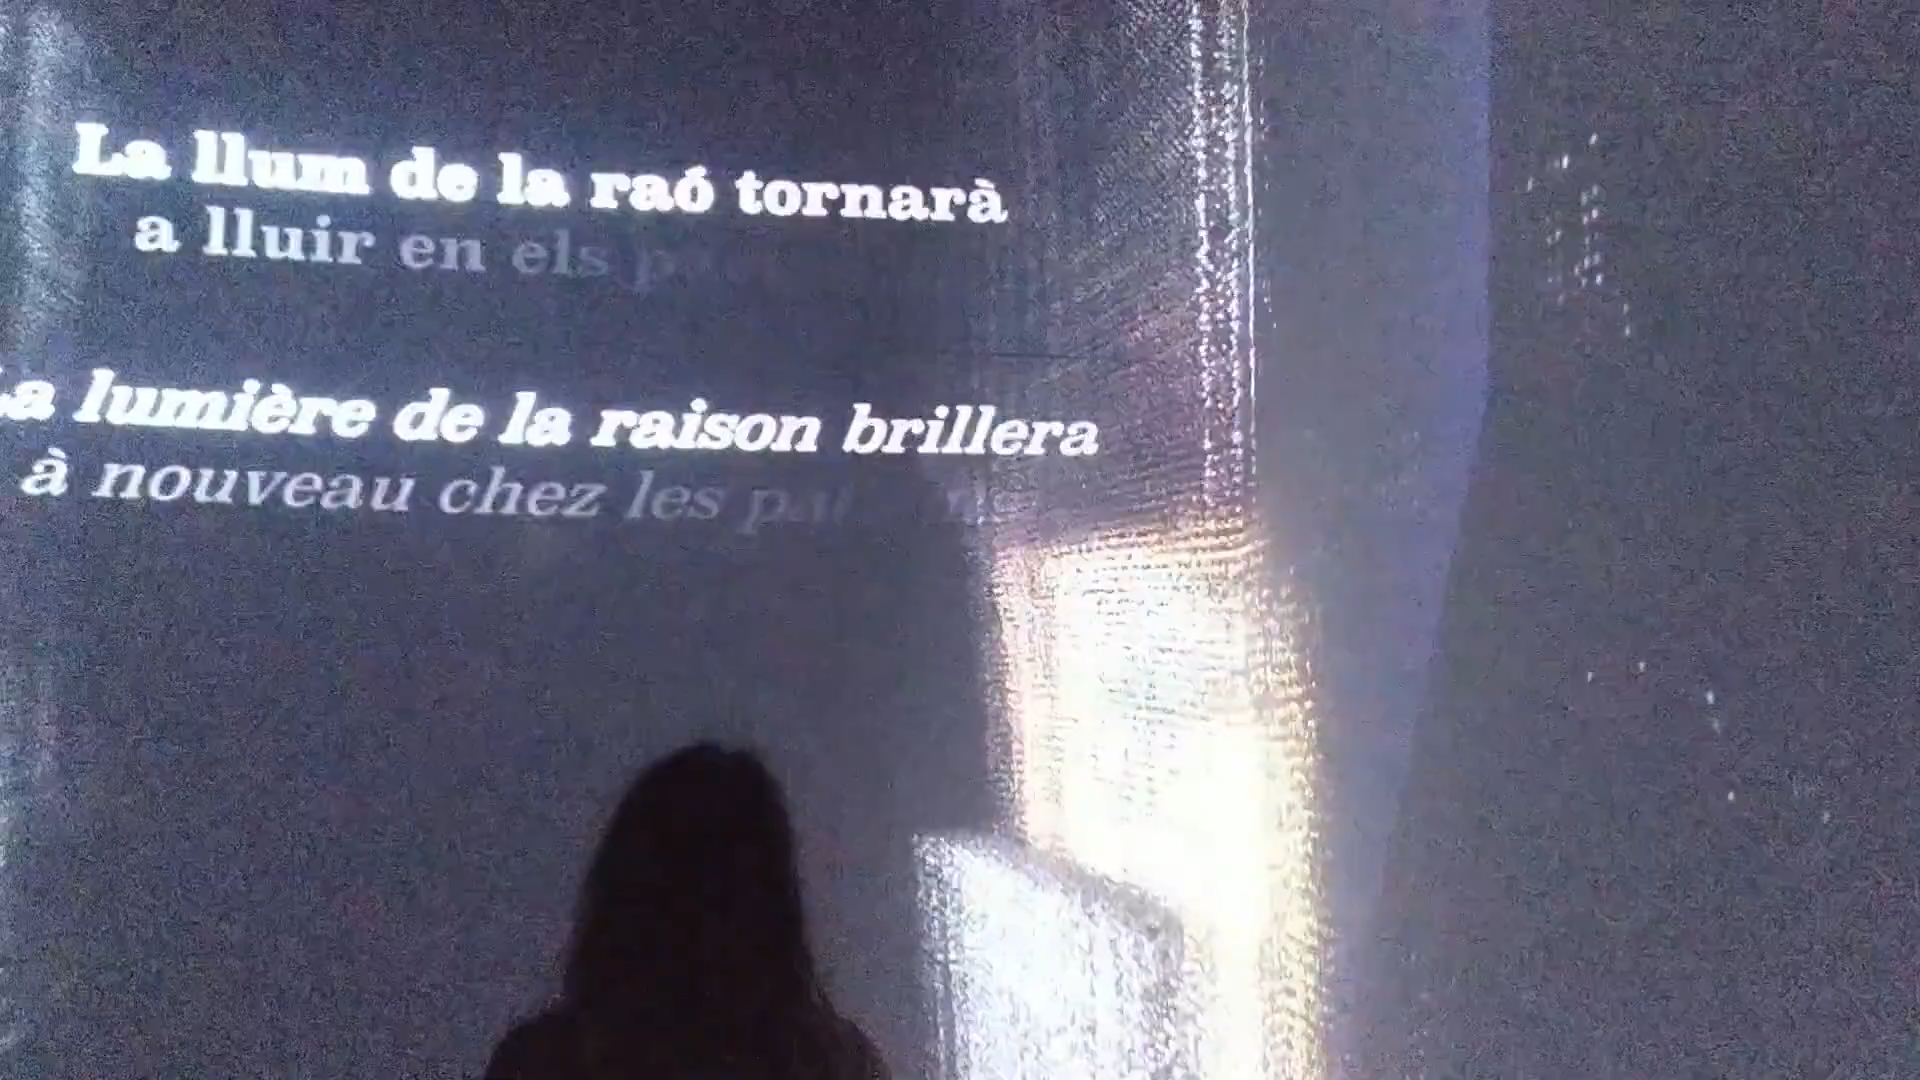 La llum de la raó tornarà
a lluir en els
La lumière de la raison brillera
à nouveau chez les